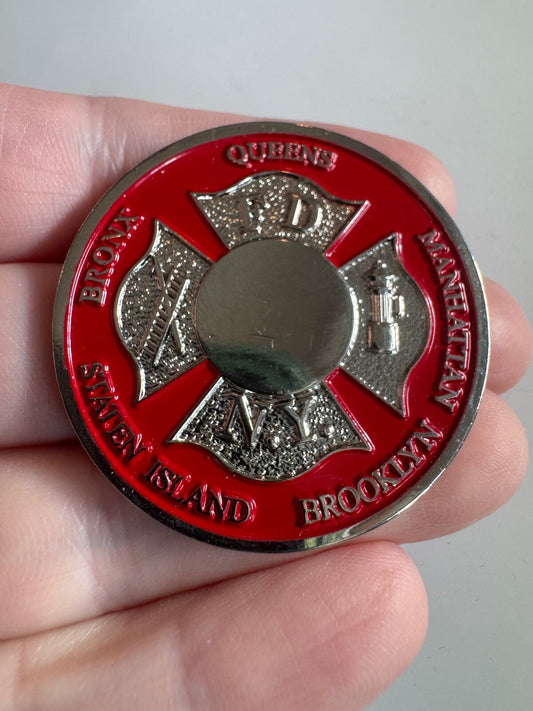 QUEENS
F D
BRONX
MANHATTAN
N.Y.
STATEN ISLAND
BROOKLYN